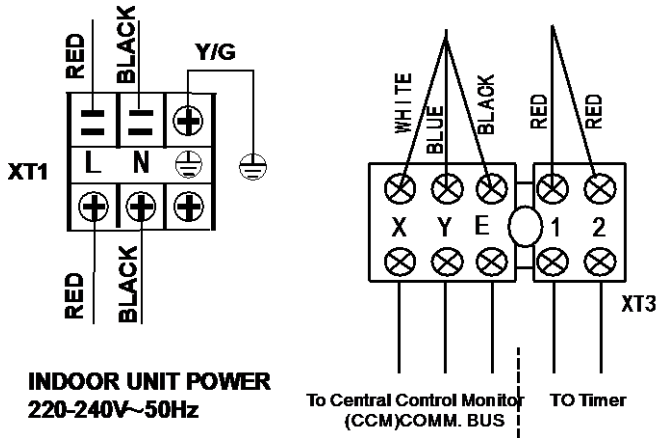 RED
BLACK
Y/G
XT1
L N
RED
BLACK
INDOOR UNIT POWER
220-240V~50Hz
WHITE
BLUE
BLACK
RED
RED
X Y E 1 2
XT3
To Central Control Monitor
(CCM)COMM. BUS
TO Timer